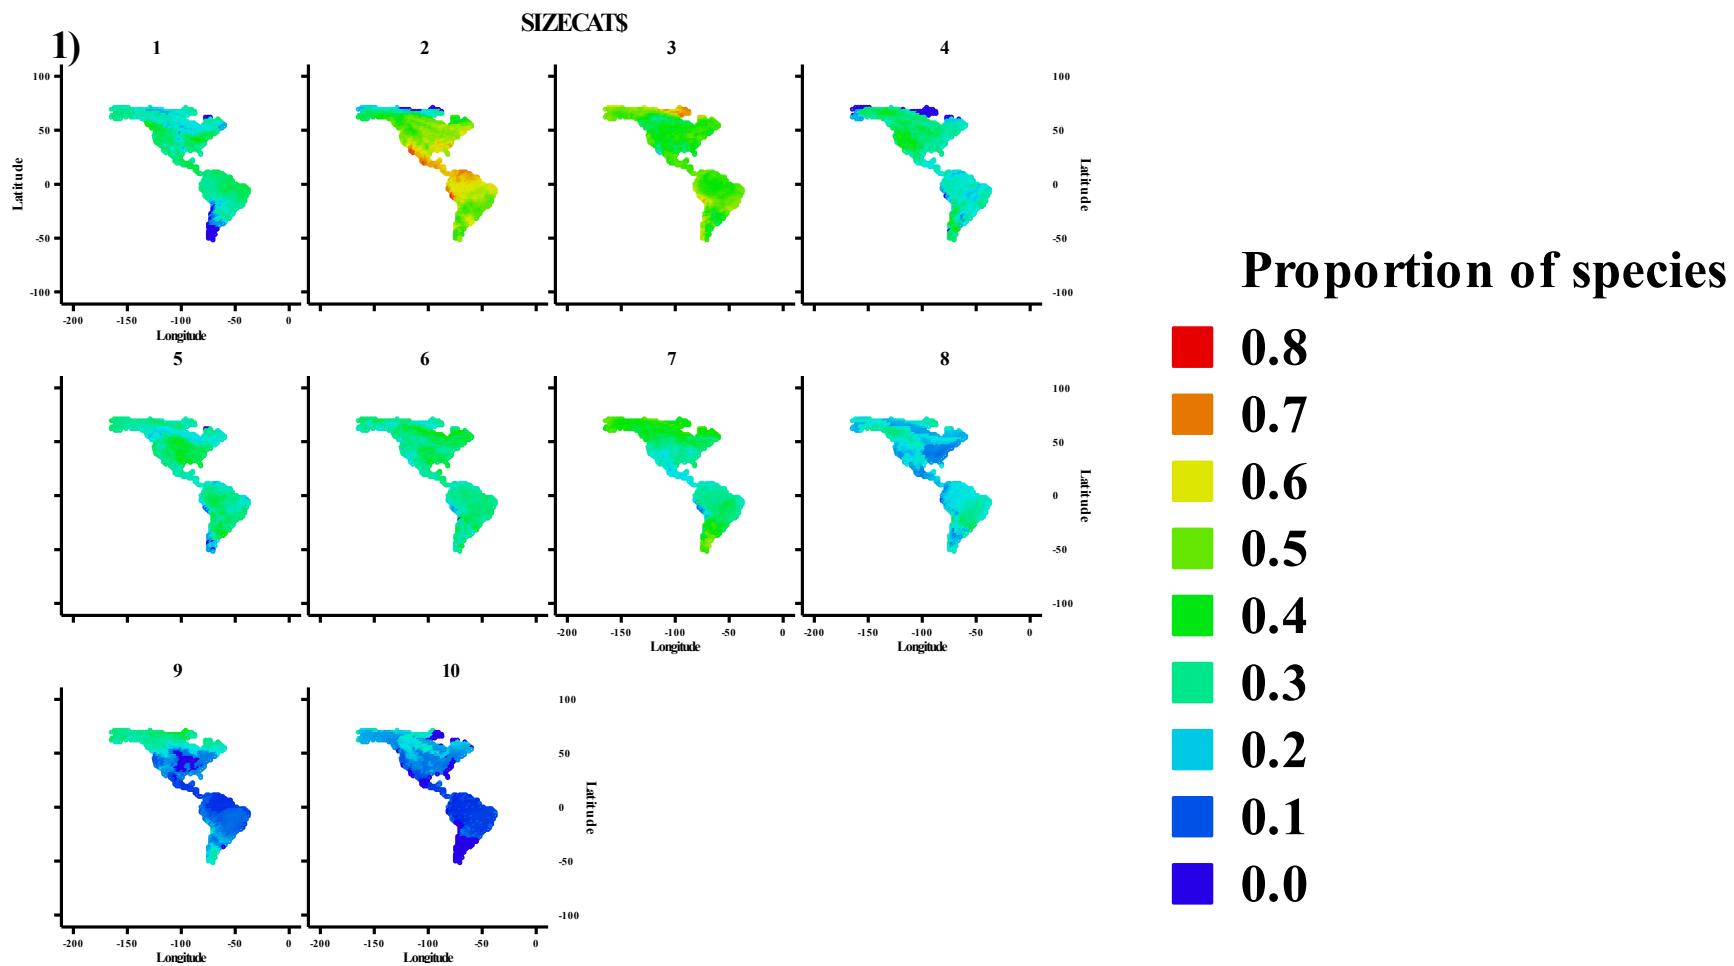 SIZECAT$
1)
1 2 3 4
100 100
50 50
0 0
-50 -50
-100 -100
Latitude
Latitude
-200 -150 -100 -50 0
Longitude
5 6 7 8
100
50
0
-50
-100
Latitude
-200 -150 -100 -50 0 -200 -150 -100 -50 0
Longitude Longitude
9 10
100
50
0
-50
-100
Latitude
-200 -150 -100 -50 0 -200 -150 -100 -50 0
Longitude Longitude
Proportion of species
0.8
0.7
0.6
0.5
0.4
0.3
0.2
0.1
0.0